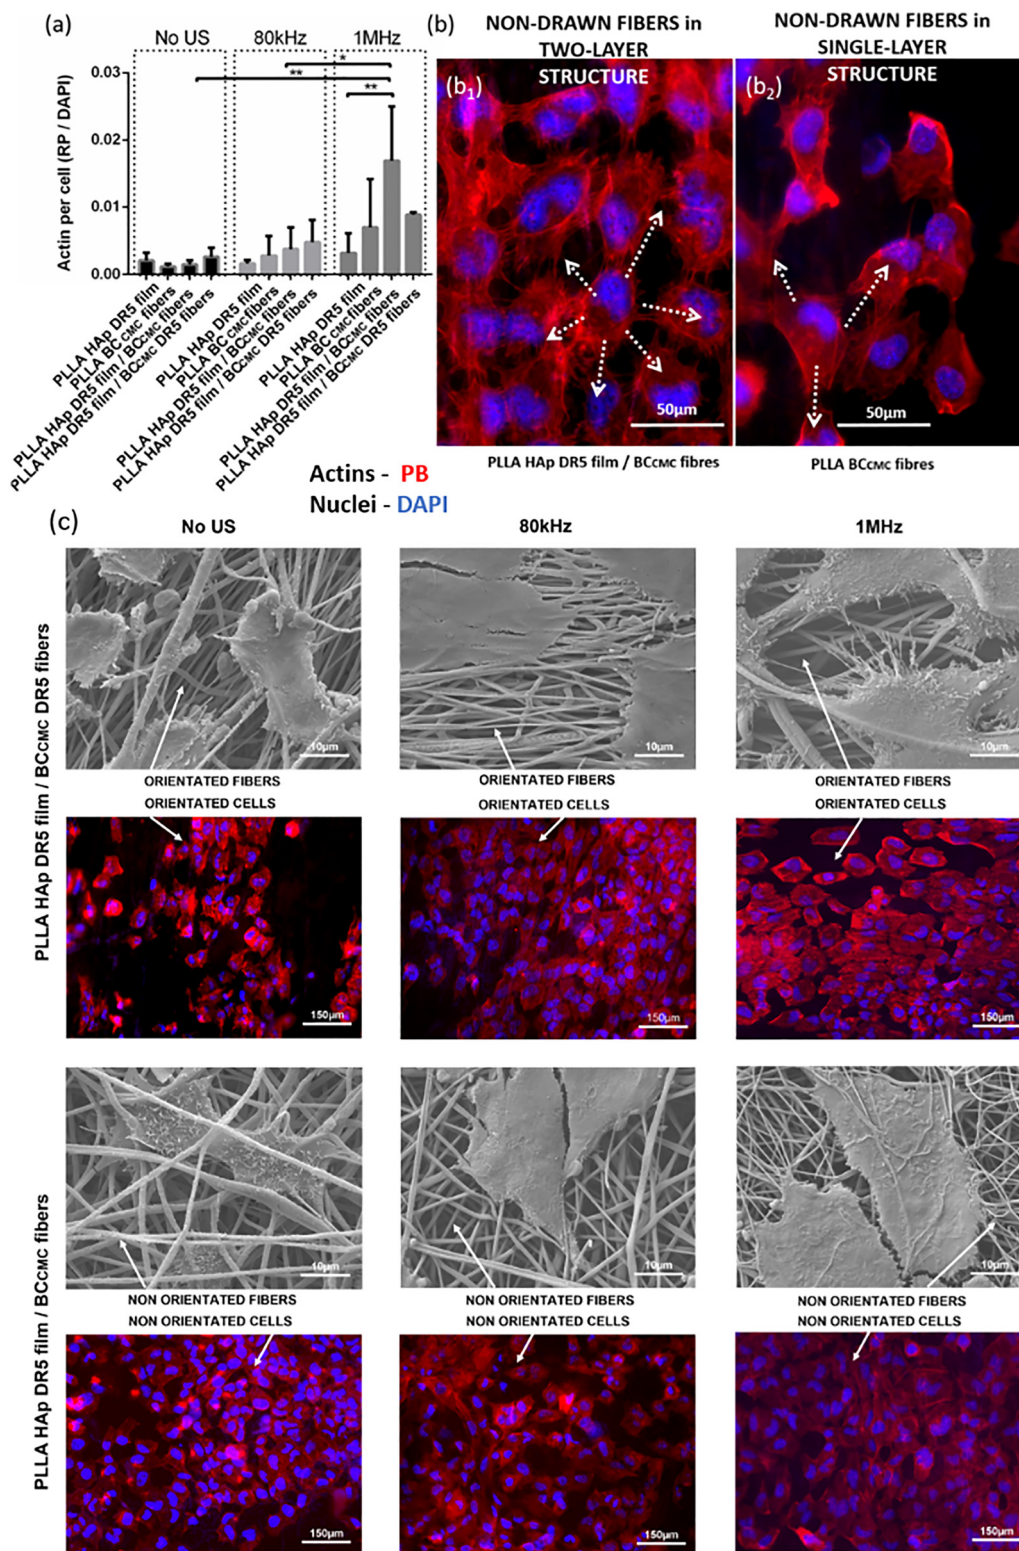 (a)
No US 80kHz 1MHz
*
**
**
0.03
0.02
0.01
0.00
Actin per cell (RP / DAPI)
PLLA HAp DR5 film
PLLA BCCMC fibers
PLLA HAp DR5 film / BCCMC fibers
PLLA HAp DR5 film / BCCMC DR5 fibers
PLLA HAp DR5 film
PLLA BCCMC fibers
PLLA HAp DR5 film / BCCMC fibers
PLLA HAp DR5 film / BCCMC DR5 fibers
PLLA HAp DR5 film
PLLA BCCMC fibers
PLLA HAp DR5 film / BCCMC fibers
PLLA HAp DR5 film / BCCMC DR5 fibers
(b)
NON-DRAWN FIBERS in
TWO-LAYER
STRUCTURE
(b1)
50µm
PLLA HAp DR5 film / BCCMC fibres
NON-DRAWN FIBERS in
SINGLE-LAYER
STRUCTURE
(b2)
50µm
PLLA BCCMC fibres
Actins - PB
Nuclei - DAPI
(c)
No US 80kHz 1MHz
PLLA HAp DR5 film / BCCMC DR5 fibers
10µm 10µm 10µm
ORIENTATED FIBERS ORIENTATED FIBERS ORIENTATED FIBERS
ORIENTATED CELLS ORIENTATED CELLS ORIENTATED CELLS
150µm 150µm 150µm
PLLA HAp DR5 film / BCCMC fibers
10µm 10µm 10µm
NON ORIENTATED FIBERS NON ORIENTATED FIBERS NON ORIENTATED FIBERS
NON ORIENTATED CELLS NON ORIENTATED CELLS NON ORIENTATED CELLS
150µm 150µm 150µm